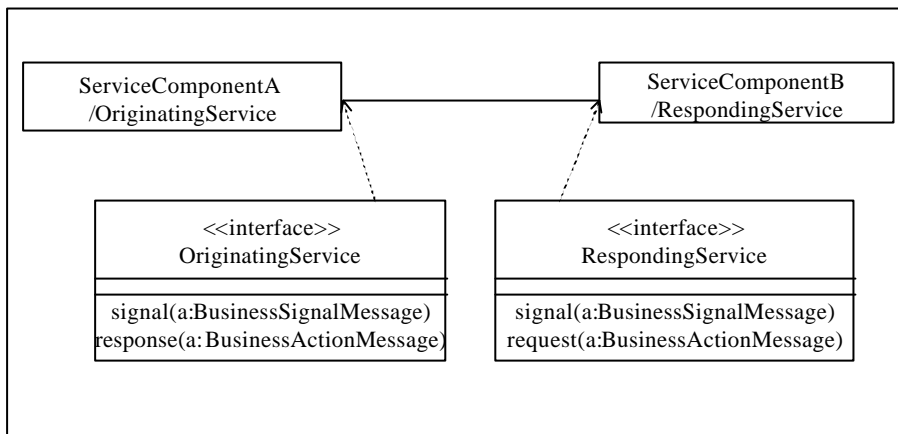 ServiceComponentA
/OriginatingService
ServiceComponentB
/RespondingService
<<interface>>
OriginatingService
signal(a:BusinessSignalMessage)
response(a:BusinessActionMessage)
<<interface>>
RespondingService
signal(a:BusinessSignalMessage)
request(a:BusinessActionMessage)